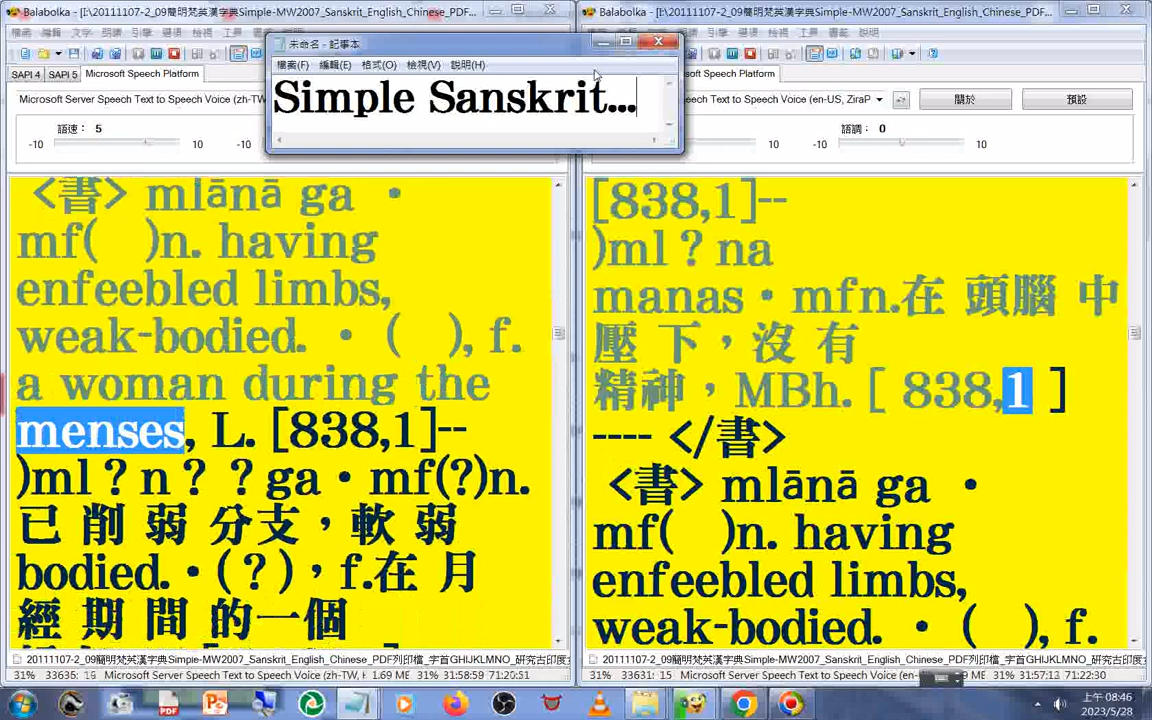 Balabolka - [I:\20111107-2_09簡明梵英漢字典Simple-MW2007_Sanskrit_English_Chinese_PDF...
Balabolka - [I:\20111107-2_09簡明梵英漢字典Simple-MW2007_Sanskrit_English_Chinese_PDF...
未命名 - 記事本
檔案(F) 編輯(E) 格式(O) 檢視(V) 說明(H)
Simple Sanskrit...
SAPI 4 SAPI 5 Microsoft Speech Platform
Speech Platform
Microsoft Server Speech Text to Speech Voice (zh-TW,
ech Text to Speech Voice (en-US, ZiraP
關於
預設
語速： 5
語調： 0
-10 10 -10
10 -10 10
<書> mlānā ga •
mf( )n. having
enfeebled limbs,
weak-bodied. • ( ), f.
a woman during the
menses, L. [838,1]--
)ml？n？？ga • mf(?)n.
已 削 弱 分支，軟 弱
bodied. •(？)，f.在 月
經 期 間 的一個
[838,1]--
)ml？na
manas • mfn.在 頭腦 中
壓 下，沒 有
精神，MBh. [ 838,1 ]
---- </書>
<書> mlānā ga •
mf( )n. having
enfeebled limbs,
weak-bodied. • ( ), f.
20111107-2_09簡明梵英漢字典Simple-MW2007_Sanskrit_English_Chinese_PDF列印檔_字首GHIJKLMNO_研究古印度
20111107-2_09簡明梵英漢字典Simple-MW2007_Sanskrit_English_Chinese_PDF列印檔_字首GHIJKLMNO_研究古印度
31% 33635: 16 Microsoft Server Speech Text to Speech Voice (zh-TW, 1.69 ME 31% 31:58:59 71:20:51
31% 33631: 15 Microsoft Server Speech Text to Speech Voice
31% 31:57:13 71:22:30
上午 08:46
2023/5/28